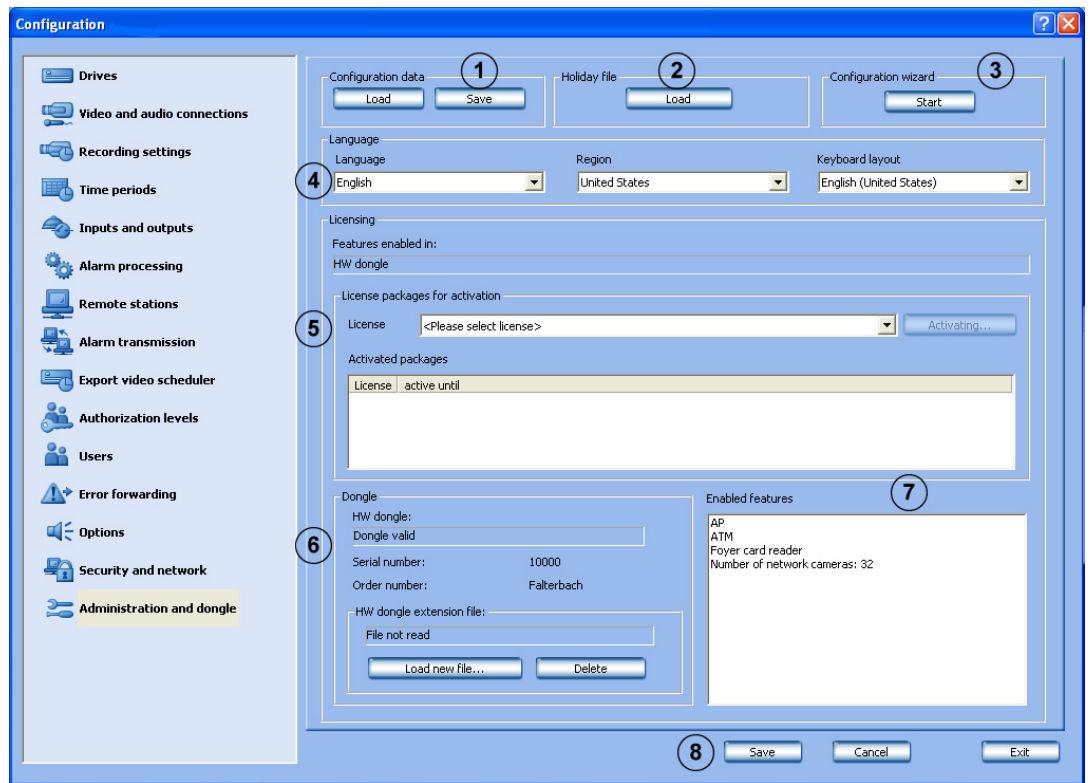 Configuration
Drives
Video and audio connections
Recording settings
Time periods
Inputs and outputs
Alarm processing
Remote stations
Alarm transmission
Export video scheduler
Authorization levels
Users
Error forwarding
Options
Security and network
Administration and dongle
Configuration data
1
Load
Save
Holiday file
2
Load
Configuration wizard
3
Start
Language
4
Language
English
Region
United States
Keyboard layout
English (United States)
Licensing
Features enabled in:
HW dongle
License packages for activation
5
License
<Please select license>
Activating...
Activated packages
License active until
Dongle
6
HW dongle:
Dongle valid
Serial number: 10000
Order number: Falterbach
HW dongle extension file:
File not read
Load new file...
Delete
Enabled features
7
AP
ATM
Foyer card reader
Number of network cameras: 32
8
Save
Cancel
Exit